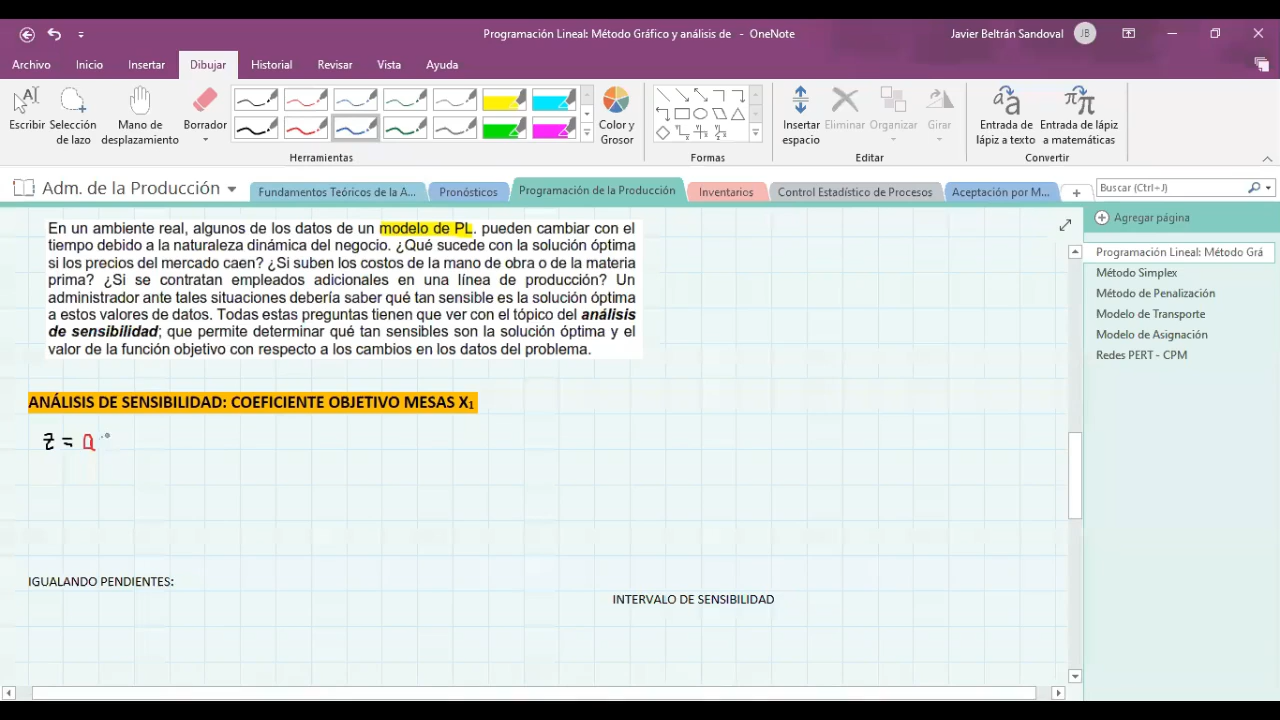 Programación Lineal: Método Gráfico y análisis de - OneNote
Javier Beltrán Sandoval JB
Archivo Inicio Insertar Dibujar Historial Revisar Vista Ayuda
Escribir
Selección de lazo
Mano de desplazamiento
Borrador
Color y Grosor
Insertar espacio
Eliminar
Organizar
Girar
Entrada de lápiz a texto
Entrada de lápiz a matemáticas
Herramientas Formas Editar Convertir
Adm. de la Producción
Fundamentos Teóricos de la A...
Pronósticos
Programación de la Producción
Inventarios
Control Estadístico de Procesos
Aceptación por M...
Buscar (Ctrl+J)
En un ambiente real, algunos de los datos de un modelo de PL. pueden cambiar con el
tiempo debido a la naturaleza dinámica del negocio. ¿Qué sucede con la solución óptima
si los precios del mercado caen? ¿Si suben los costos de la mano de obra o de la materia
prima? ¿Si se contratan empleados adicionales en una línea de producción? Un
administrador ante tales situaciones debería saber qué tan sensible es la solución óptima
a estos valores de datos. Todas estas preguntas tienen que ver con el tópico del análisis
de sensibilidad; que permite determinar qué tan sensibles son la solución óptima y el
valor de la función objetivo con respecto a los cambios en los datos del problema.
ANÁLISIS DE SENSIBILIDAD: COEFICIENTE OBJETIVO MESAS X₁
Z =
IGUALANDO PENDIENTES:
INTERVALO DE SENSIBILIDAD
Agregar página
Programación Lineal: Método Grá
Método Simplex
Método de Penalización
Modelo de Transporte
Modelo de Asignación
Redes PERT - CPM